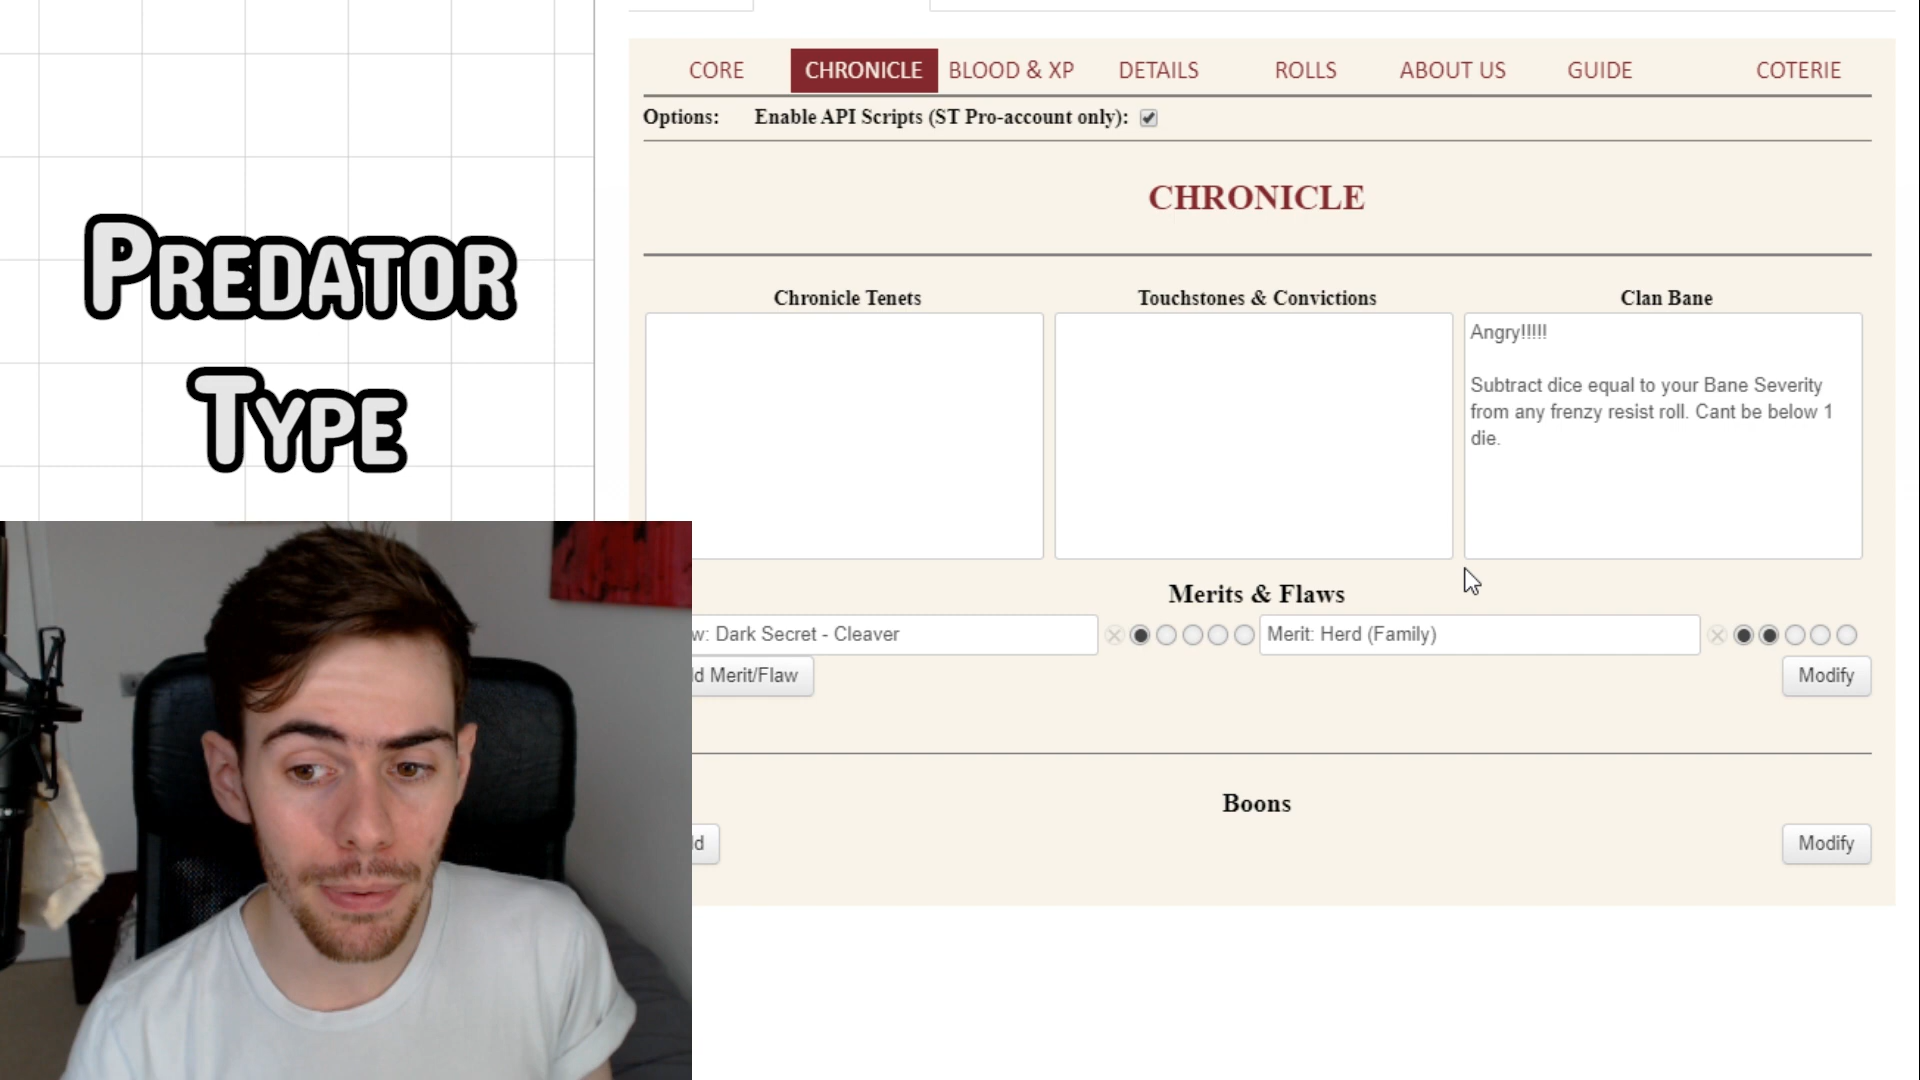 CORE CHRONICLE BLOOD & XP DETAILS ROLLS ABOUT US GUIDE COTERIE
Options: Enable API Scripts (ST Pro-account only):
CHRONICLE
PREDATOR
TYPE
Chronicle Tenets Touchstones & Convictions Clan Bane
Angry!!!!!
Subtract dice equal to your Bane Severity
from any frenzy resist roll. Cant be below 1
die.
Merits & Flaws
w: Dark Secret - Cleaver Merit: Herd (Family)
d Merit/Flaw Modify
Boons
d Modify